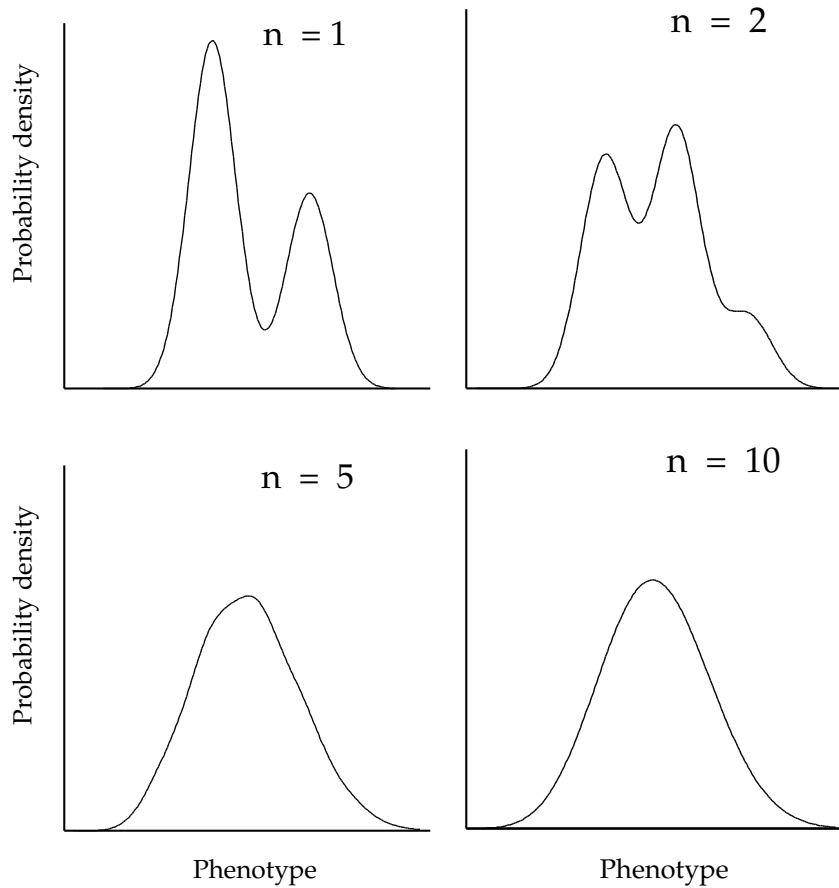 n = 1
n = 2
Probability density
n = 5
n = 10
Probability density
Phenotype
Phenotype